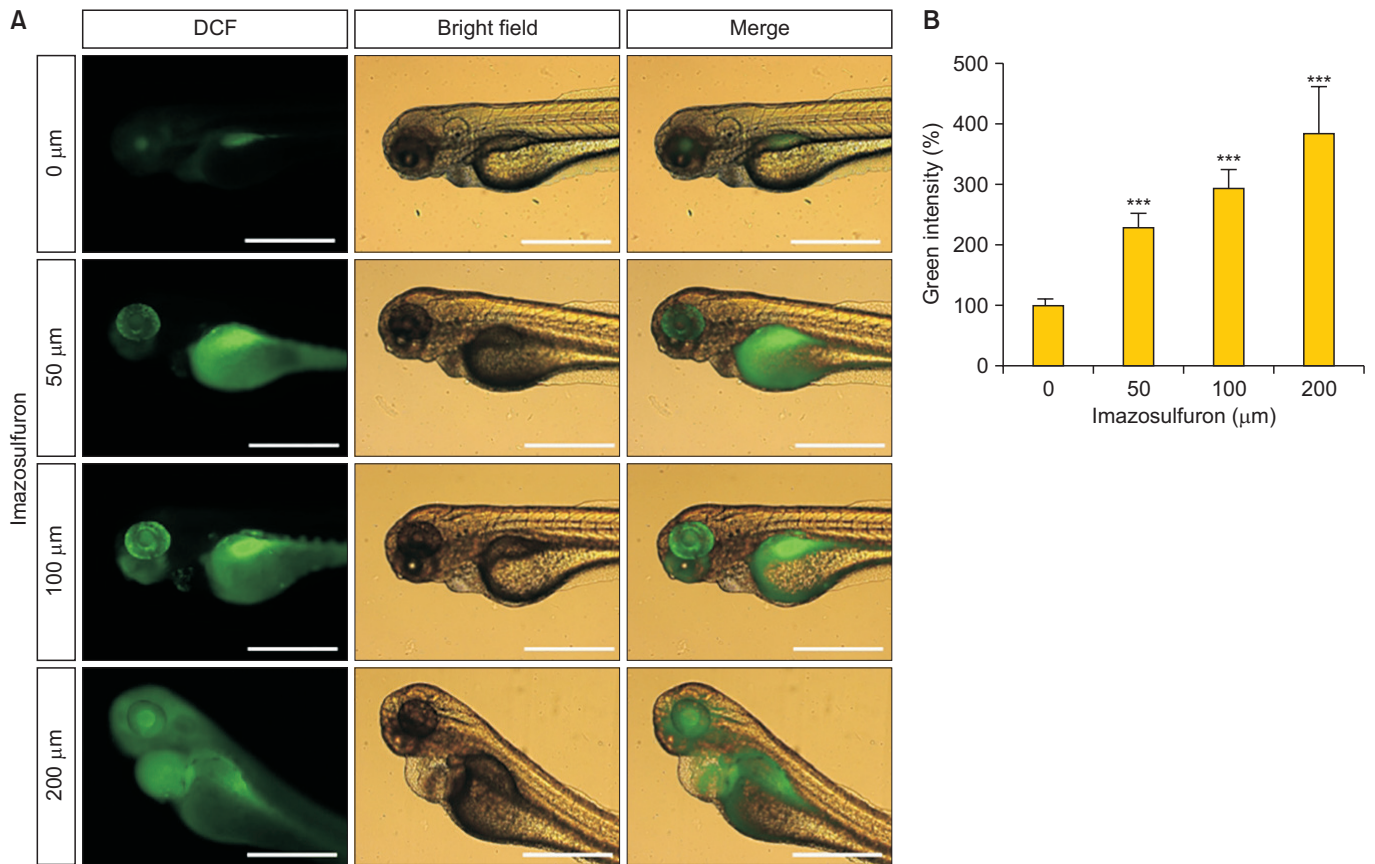 A
DCF
Bright field
Merge
Imazosulfuron
0 μm
50 μm
100 μm
200 μm
B
Green intensity (%)
500
400
300
200
100
0
***
***
***
0 50 100 200
Imazosulfuron (μm)